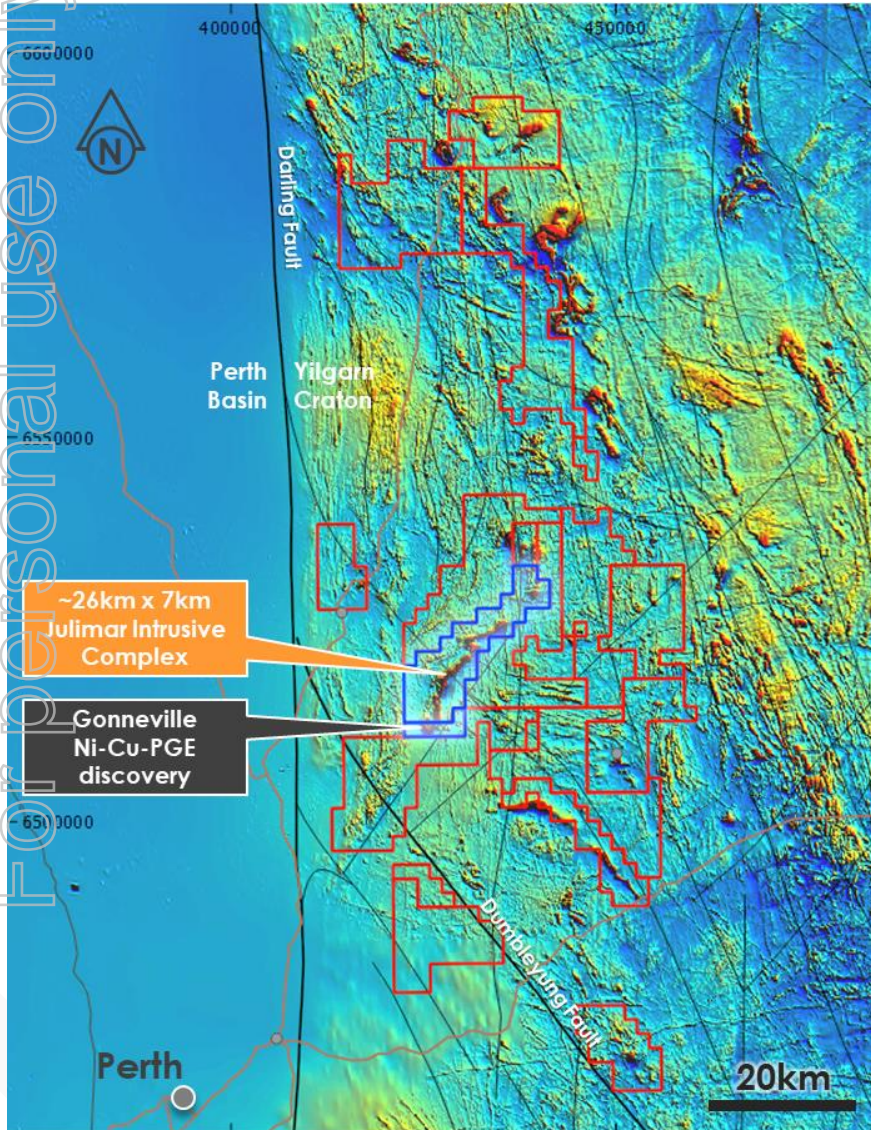 For personal use only
400000
450000
6600000
N
Darling Fault
Perth Basin
Yilgarn Craton
6550000
~26km x 7km
Julimar Intrusive
Complex
Gonneville
Ni-Cu-PGE
discovery
6500000
Dumbleyung Fault
Perth
20km